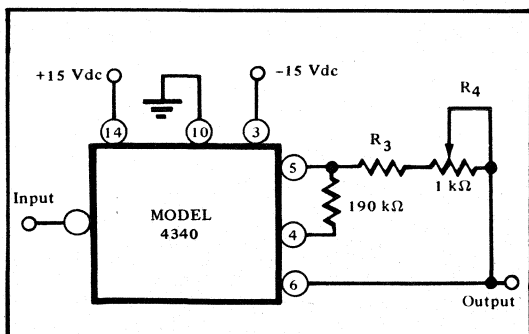 +15 Vdc
-15 Vdc
R4
14
10
3
R3
5
1 kΩ
190 kΩ
Input
MODEL
4340
4
6
Output